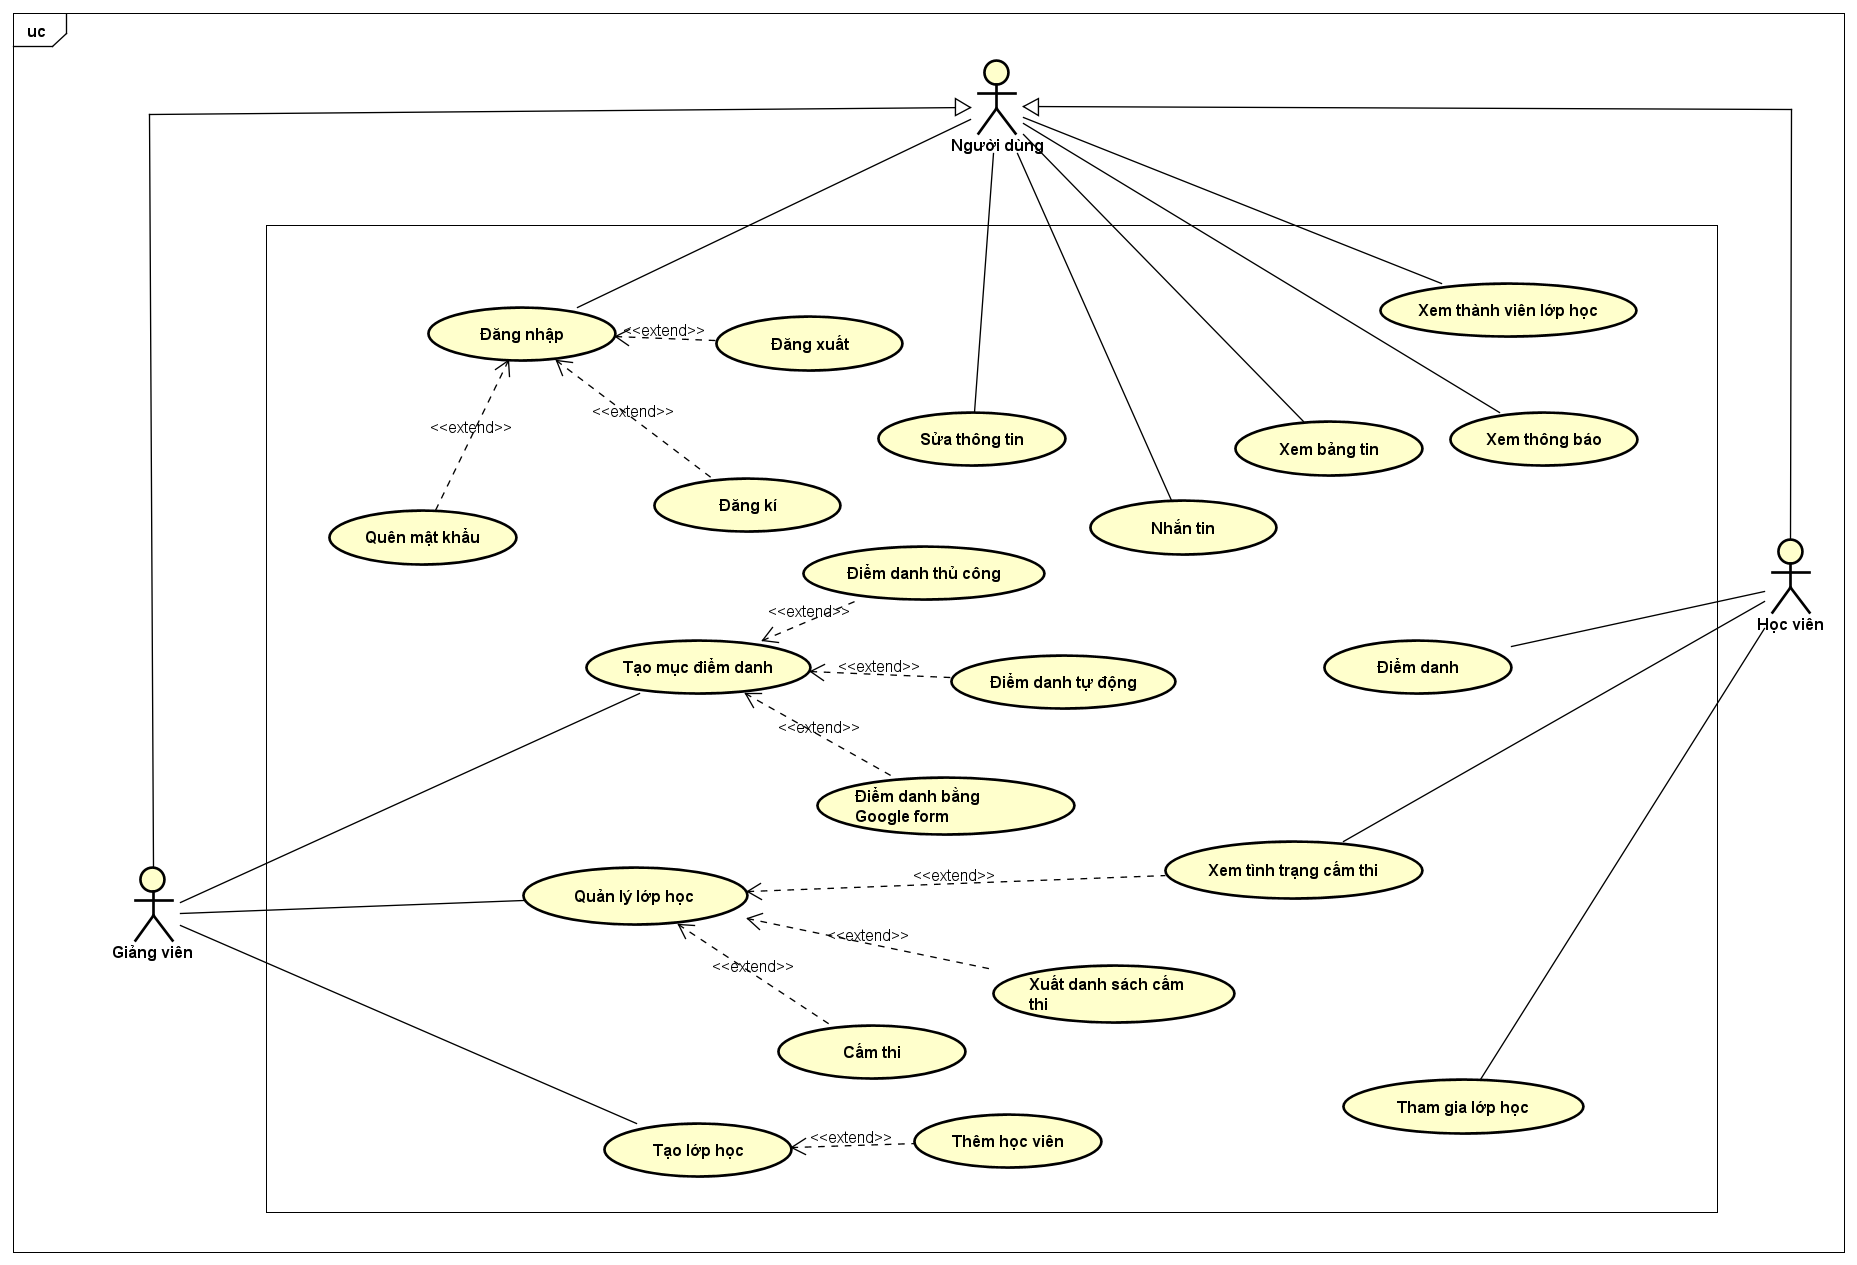 uc
Người dùng
Xem thành viên lớp học
Đăng nhập
<<extend>>
Đăng xuất
<<extend>>
<<extend>>
Sửa thông tin
Xem bảng tin
Xem thông báo
Đăng kí
Quên mật khẩu
Nhắn tin
Điểm danh thủ công
<<extend>>
Học viên
Tạo mục điểm danh
<<extend>>
Điểm danh tự động
Điểm danh
<<extend>>
Điểm danh bằng
Google form
Quản lý lớp học
<<extend>>
Xem tình trạng cấm thi
Giảng viên
<<extend>>
<<extend>>
Xuất danh sách cấm
thi
Cấm thi
Tham gia lớp học
Tạo lớp học
<<extend>>
Thêm học viên